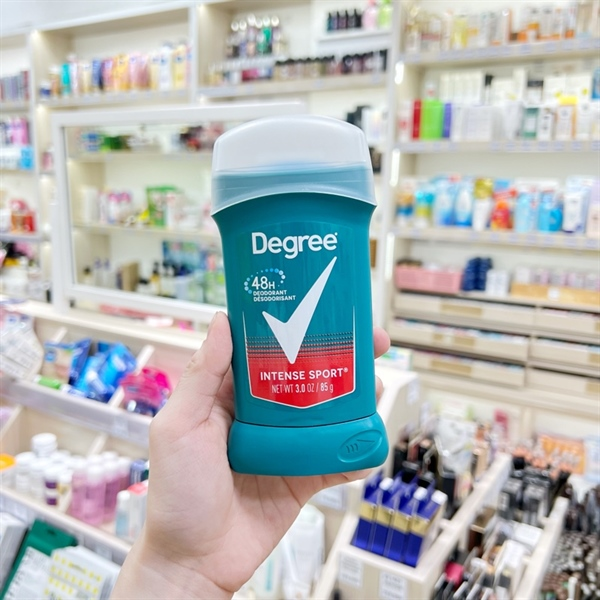 Degree®
48H
DEODORANT
DÉSODORISANT
INTENSE SPORT®
NET WT 3.0 OZ / 85 g